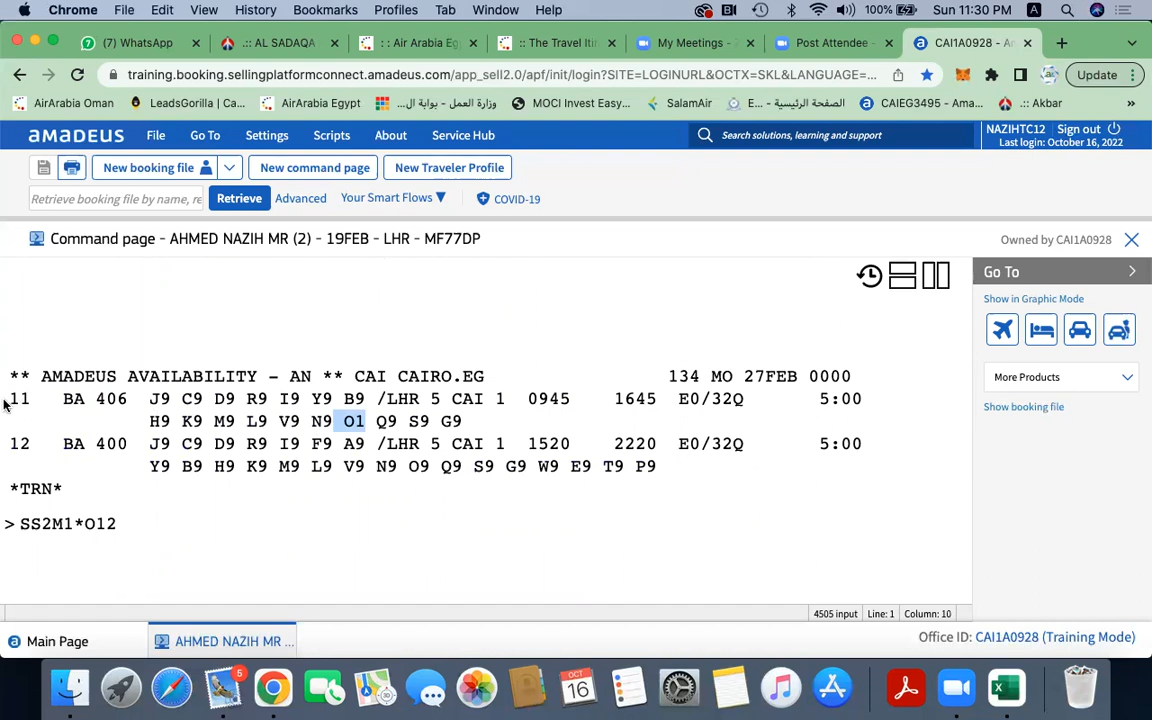 Chrome File Edit View History Bookmarks Profiles Tab Window Help 100% A Sun 11:30 PM
(7) WhatsApp .:: AL SADAQA : : Air Arabia Eg :: The Travel Itin My Meetings - Z Post Attendee - CAI1A0928 - Am
training.booking.sellingplatformconnect.amadeus.com/app_sell2.0/apf/init/login?SITE=LOGINURL&OCTX=SKL&LANGUAGE=... Update
AirArabia Oman LeadsGorilla | Ca... AirArabia Egypt وزارة العمل - بوابة ال... MOCI Invest Easy... SalamAir الصفحة الرئيسية - E... CAIEG3495 - Ama... .:: Akbar »
aмaDEUS File Go To Settings Scripts About Service Hub Search solutions, learning and support NAZIHTC12 Sign out
Last login: October 16, 2022
New booking file New command page New Traveler Profile
Retrieve booking file by name, re Retrieve Advanced Your Smart Flows COVID-19
Command page - AHMED NAZIH MR (2) - 19FEB - LHR - MF77DP Owned by CAI1A0928
Go To
Show in Graphic Mode
More Products
Show booking file
** AMADEUS AVAILABILITY - AN ** CAI CAIRO.EG 134 MO 27FEB 0000
11 BA 406 J9 C9 D9 R9 I9 Y9 B9 /LHR 5 CAI 1 0945 1645 E0/32Q 5:00
H9 K9 M9 L9 V9 N9 O1 Q9 S9 G9
12 BA 400 J9 C9 D9 R9 I9 F9 A9 /LHR 5 CAI 1 1520 2220 E0/32Q 5:00
Y9 B9 H9 K9 M9 L9 V9 N9 O9 Q9 S9 G9 W9 E9 T9 P9
*TRN*
> SS2M1*O12
4505 input Line: 1 Column: 10
Main Page AHMED NAZIH MR ... Office ID: CAI1A0928 (Training Mode)
5 OCT 16